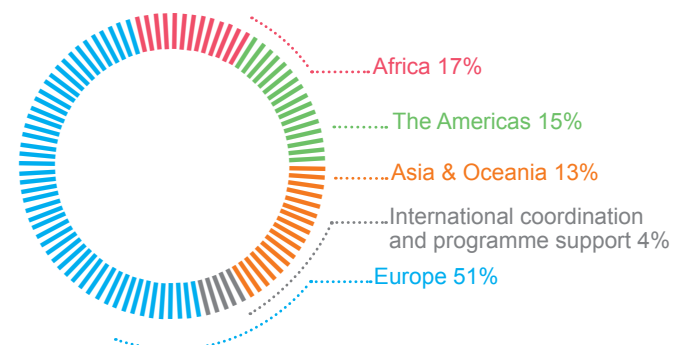 Africa 17%
The Americas 15%
Asia & Oceania 13%
International coordination
and programme support 4%
Europe 51%